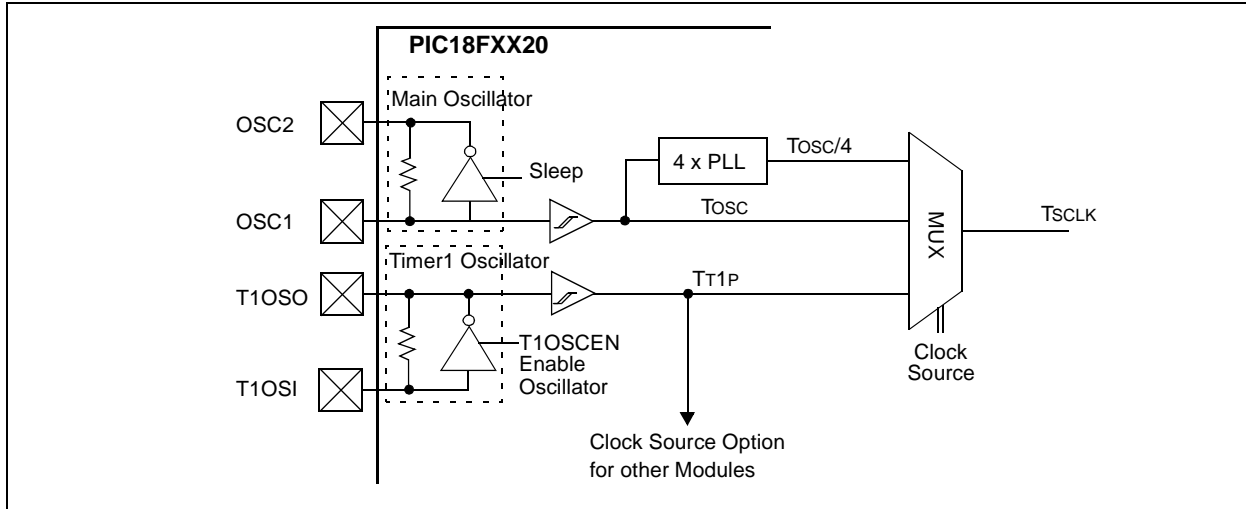 PIC18FXX20
Main Oscillator
OSC2
Sleep
4 x PLL
TOSC/4
OSC1
TOSC
MUX
TSCLK
Timer1 Oscillator
T1OSO
TT1P
T1OSCEN
Enable
Oscillator
T1OSI
Clock
Source
Clock Source Option
for other Modules